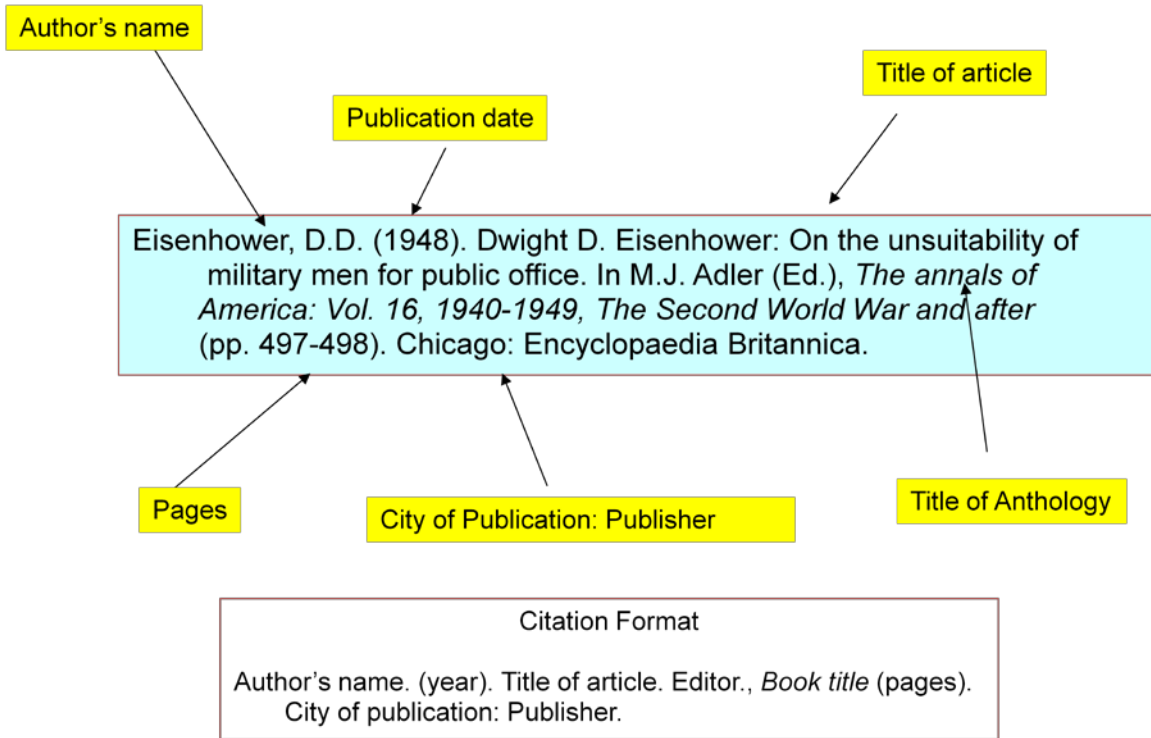 Author's name
Title of article
Publication date
Eisenhower, D.D. (1948). Dwight D. Eisenhower: On the unsuitability of
military men for public office. In M.J. Adler (Ed.), The annals of
America: Vol. 16, 1940-1949, The Second World War and after
(pp. 497-498). Chicago: Encyclopaedia Britannica.
Pages
City of Publication: Publisher
Title of Anthology
Citation Format
Author's name. (year). Title of article. Editor., Book title (pages).
City of publication: Publisher.